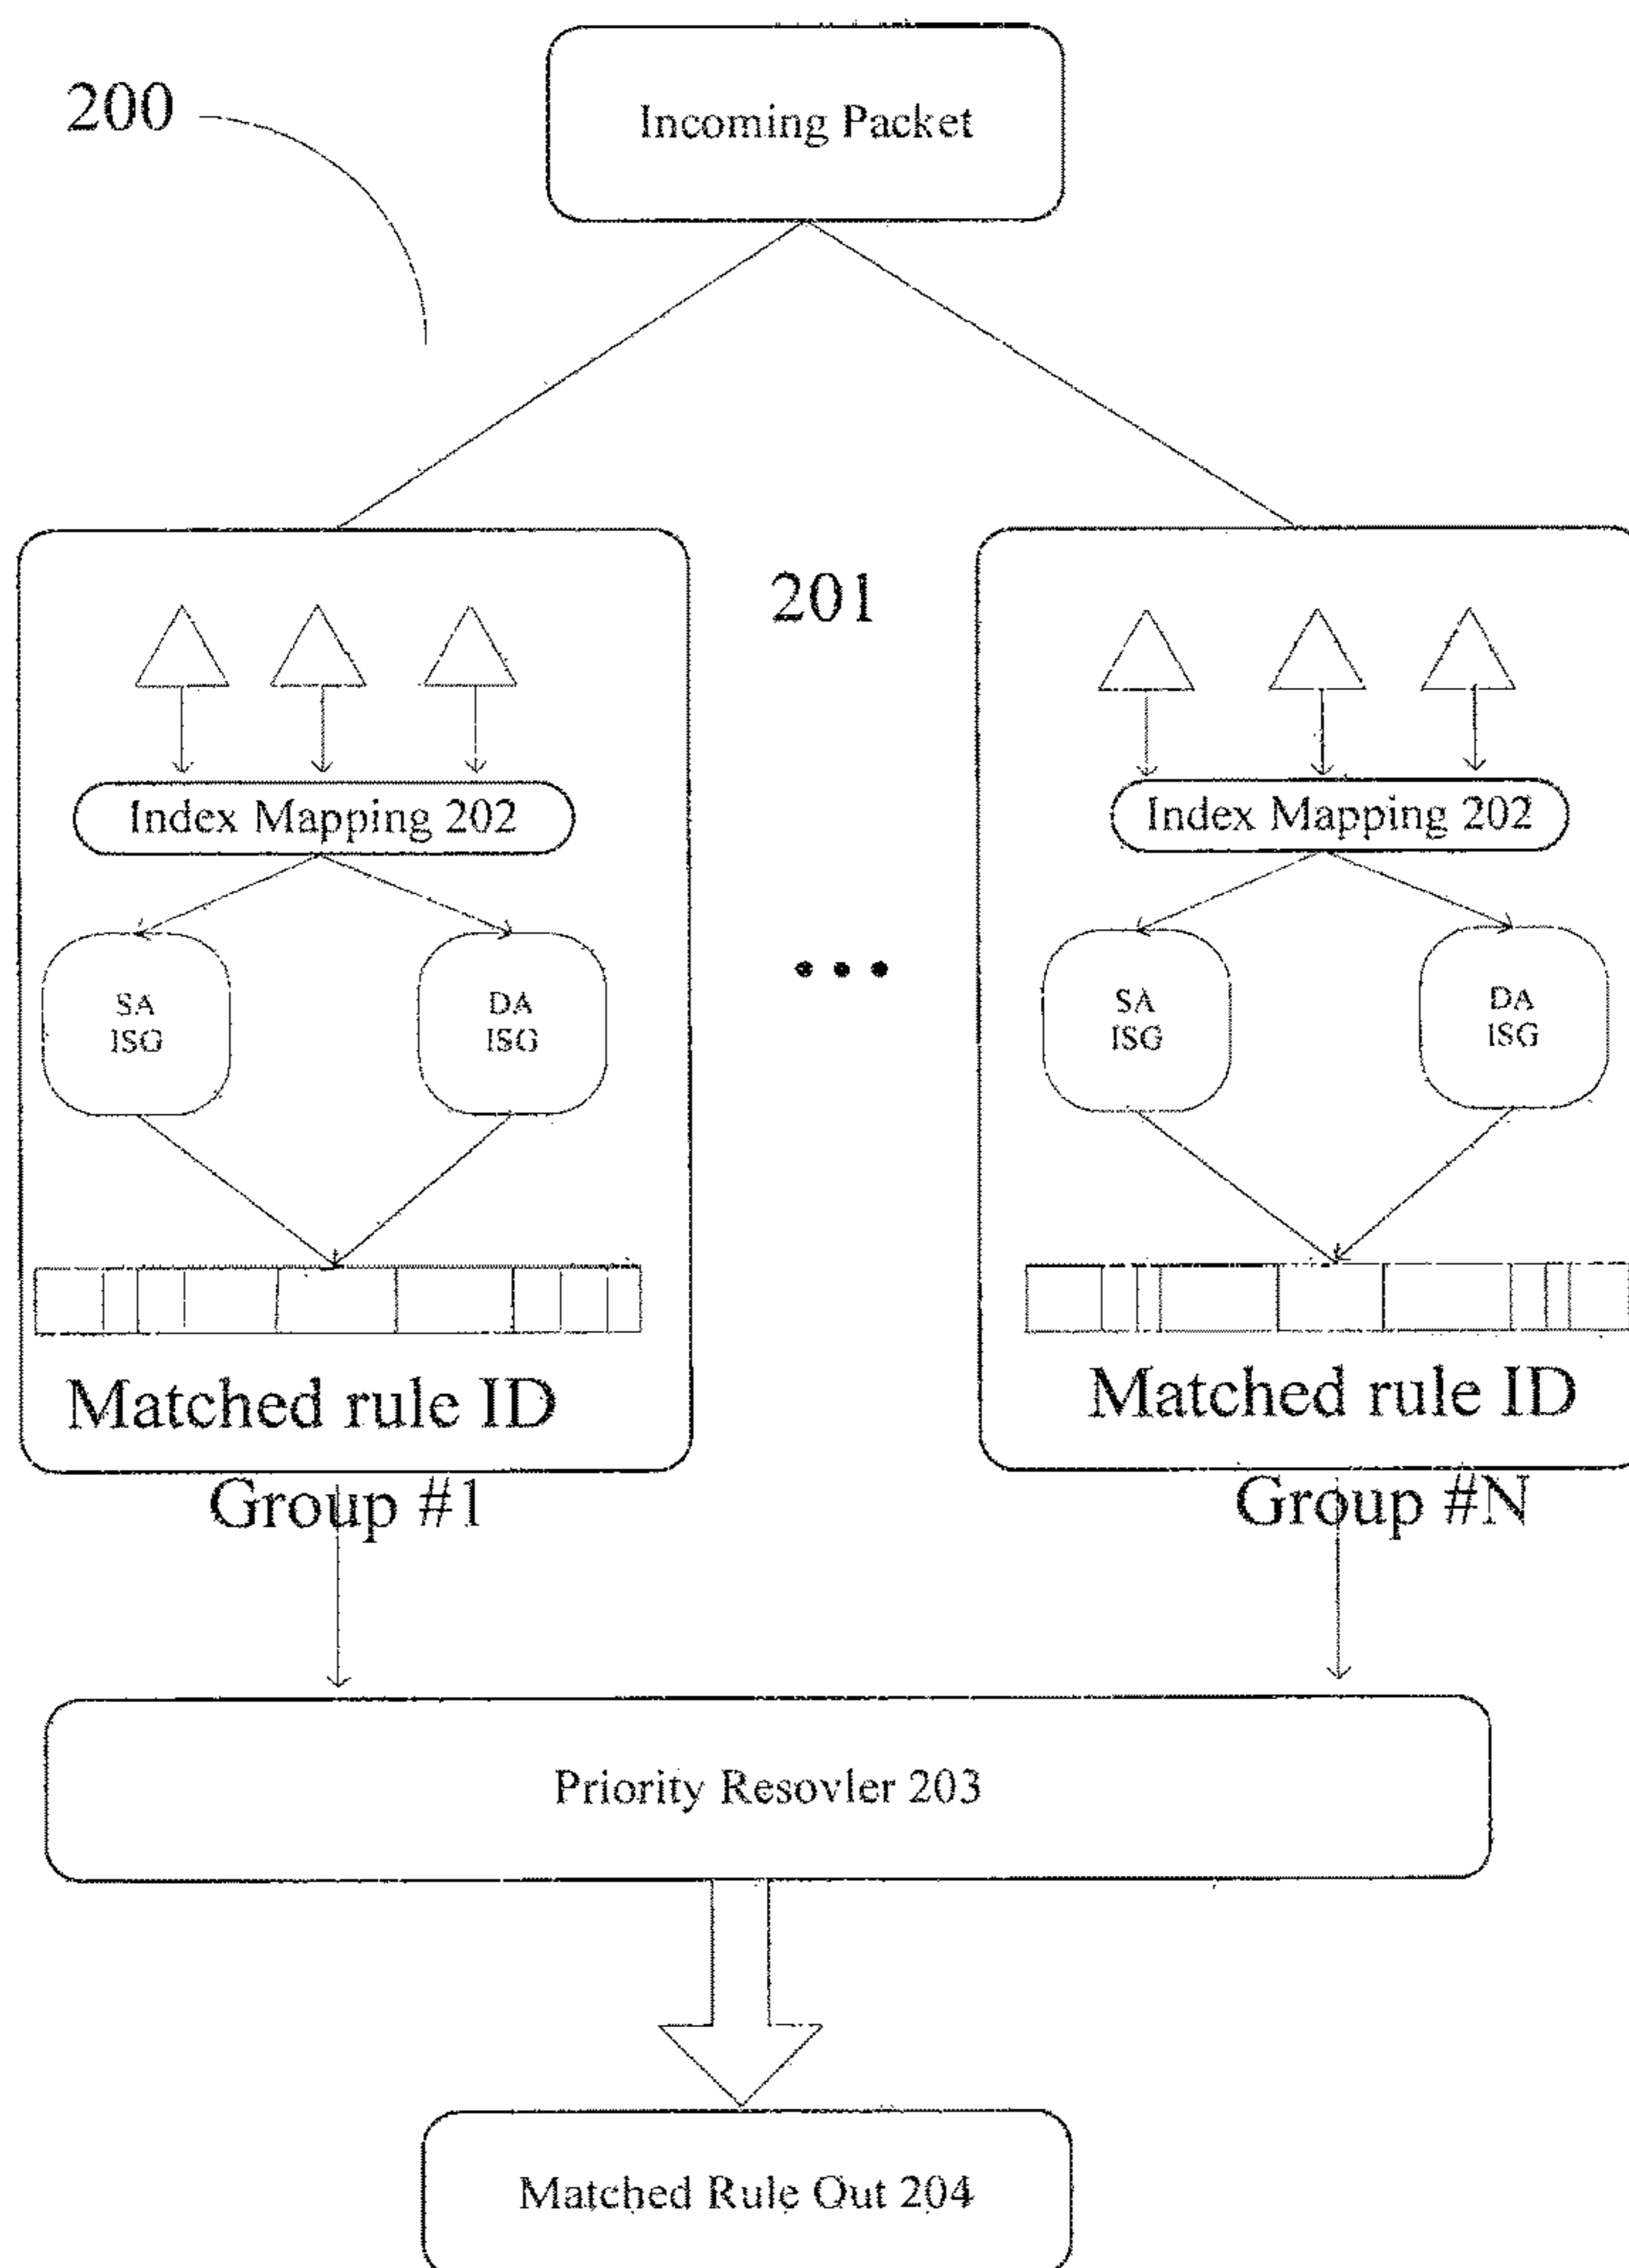 Incoming Packet
200
201
Index Mapping 202
Index Mapping 202
SA
ISG
DA
ISG
SA
ISG
DA
ISG
Matched rule ID
Matched rule ID
Group #1
Group #N
Priority Resovler 203
Matched Rule Out 204